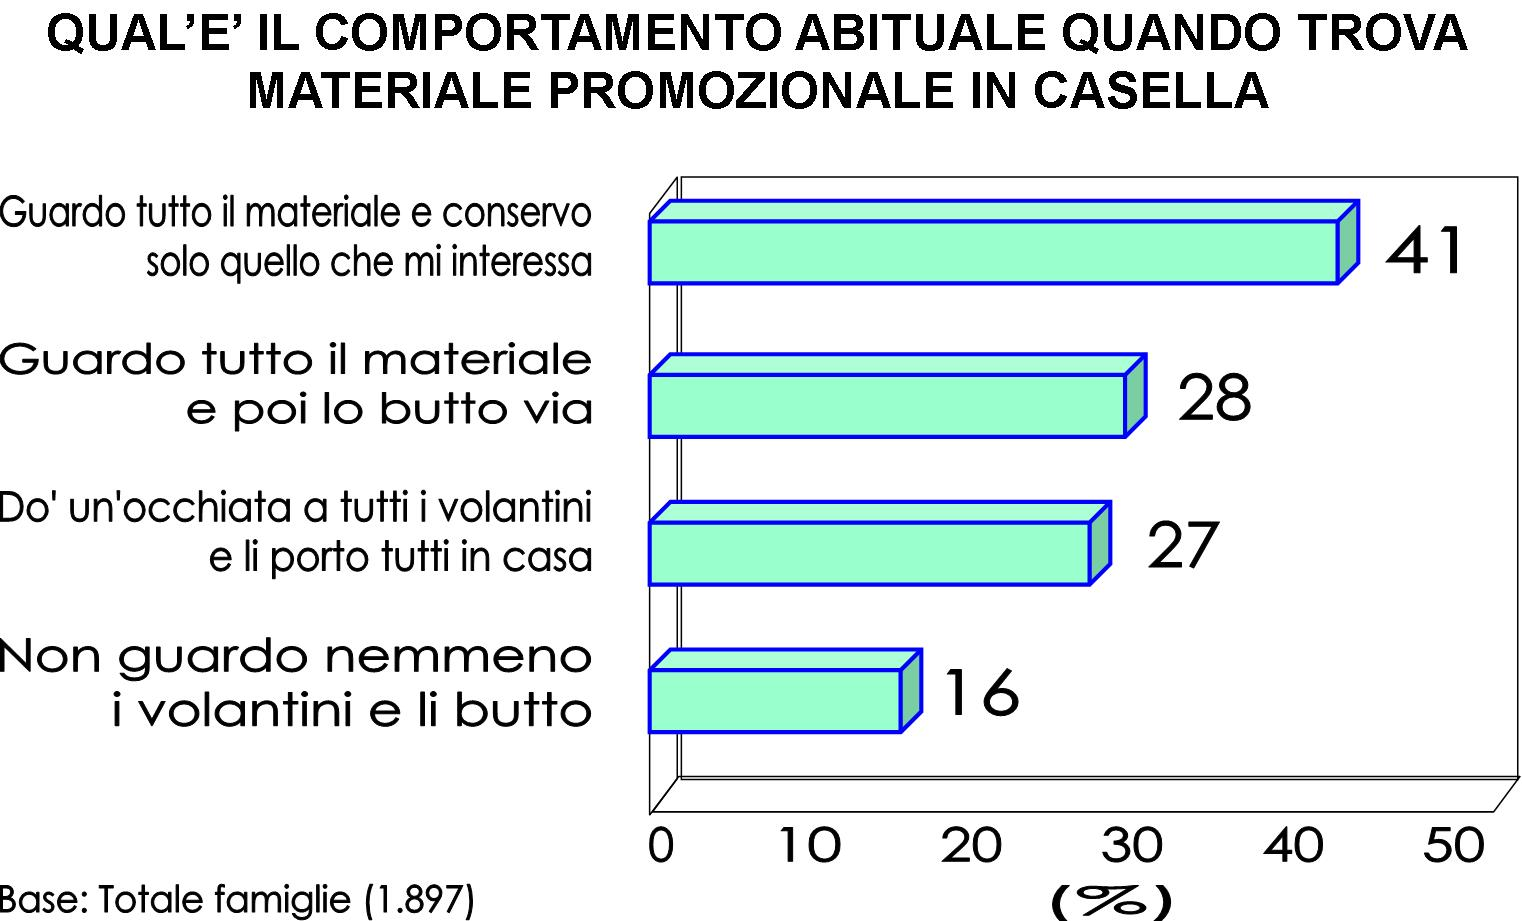 QUAL’E’ IL COMPORTAMENTO ABITUALE QUANDO TROVA
MATERIALE PROMOZIONALE IN CASELLA
Guardo tutto il materiale e conservo
solo quello che mi interessa
41
Guardo tutto il materiale
e poi lo butto via
28
Do' un'occhiata a tutti i volantini
e li porto tutti in casa
27
Non guardo nemmeno
i volantini e li butto
16
0 10 20 30 40 50
(%)
Base: Totale famiglie (1.897)